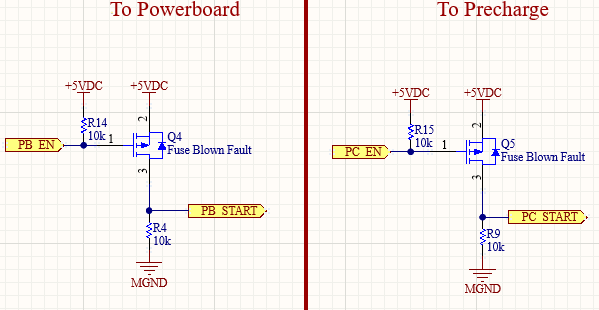 To Powerboard
+5VDC
+5VDC
R14
10k
2
Q4
PB_EN
1
Fuse Blown Fault
3
PB_START
R4
10k
MGND
To Precharge
+5VDC
+5VDC
R15
10k
2
Q5
PC_EN
1
Fuse Blown Fault
3
PC_START
R9
10k
MGND